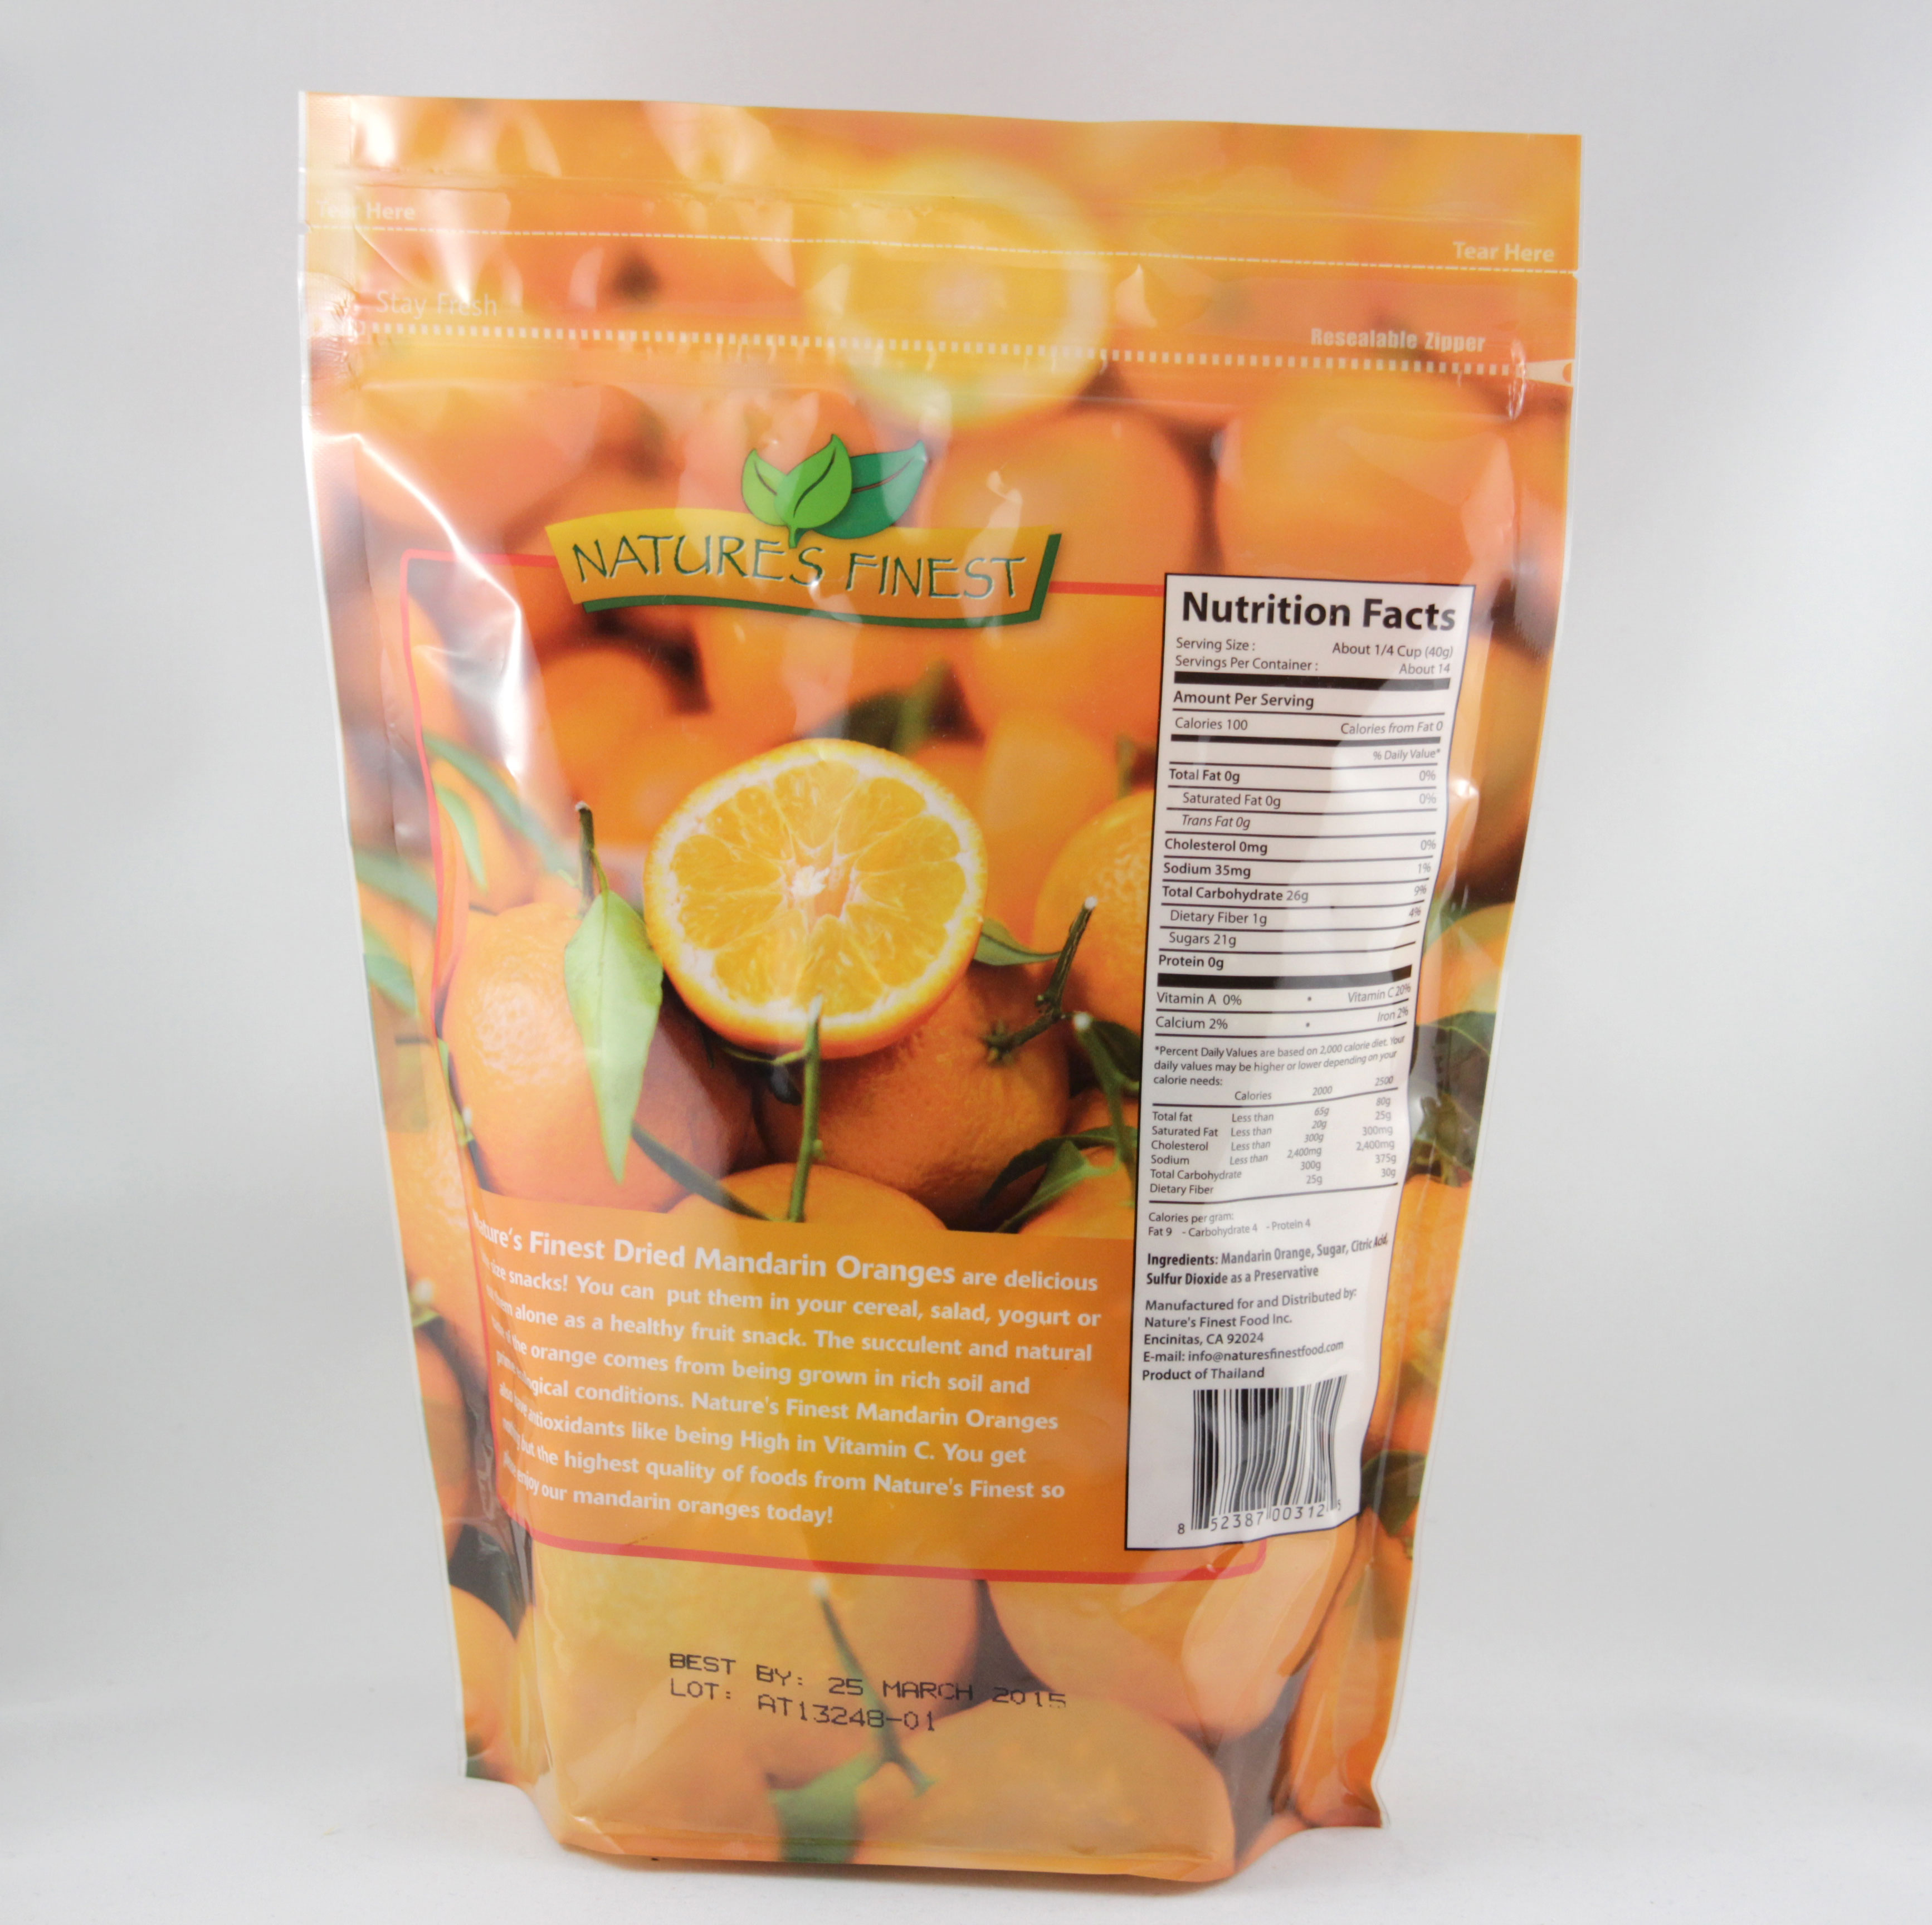 Tear Here
Tear Here
Stay Fresh
Resealable Zipper
NATURE'S FINEST
Nutrition Facts
Serving Size : About 1/4 Cup (40g)
Servings Per Container : About 14
Amount Per Serving
Calories 100 Calories from Fat 0
% Daily Value*
Total Fat 0g 0%
Saturated Fat 0g 0%
Trans Fat 0g
Cholesterol 0mg 0%
Sodium 35mg 1%
Total Carbohydrate 26g 9%
Dietary Fiber 1g 4%
Sugars 21g
Protein 0g
Vitamin A 0% • Vitamin C 20%
Calcium 2% • Iron 2%
*Percent Daily Values are based on 2,000 calorie diet. Your
daily values may be higher or lower depending on your
calorie needs:
Calories 2000 2500
Total fat Less than 65g 80g
Saturated Fat Less than 20g 25g
Cholesterol Less than 300g 300mg
Sodium Less than 2,400mg 2,400mg
Total Carbohydrate 300g 375g
Dietary Fiber 25g 30g
Calories per gram:
Fat 9 - Carbohydrate 4 - Protein 4
Ingredients: Mandarin Orange, Sugar, Citric Acid,
Sulfur Dioxide as a Preservative
Manufactured for and Distributed by:
Nature's Finest Food Inc.
Encinitas, CA 92024
E-mail: info@naturesfinestfood.com
Product of Thailand
8 52387 00312 5
Nature's Finest Dried Mandarin Oranges are delicious
size snacks! You can put them in your cereal, salad, yogurt or
them alone as a healthy fruit snack. The succulent and natural
the orange comes from being grown in rich soil and
conditions. Nature's Finest Mandarin Oranges
also have antioxidants like being High in Vitamin C. You get
nothing but the highest quality of foods from Nature's Finest so
enjoy our mandarin oranges today!
BEST BY: 25 MARCH 2015
LOT: AT13248-01